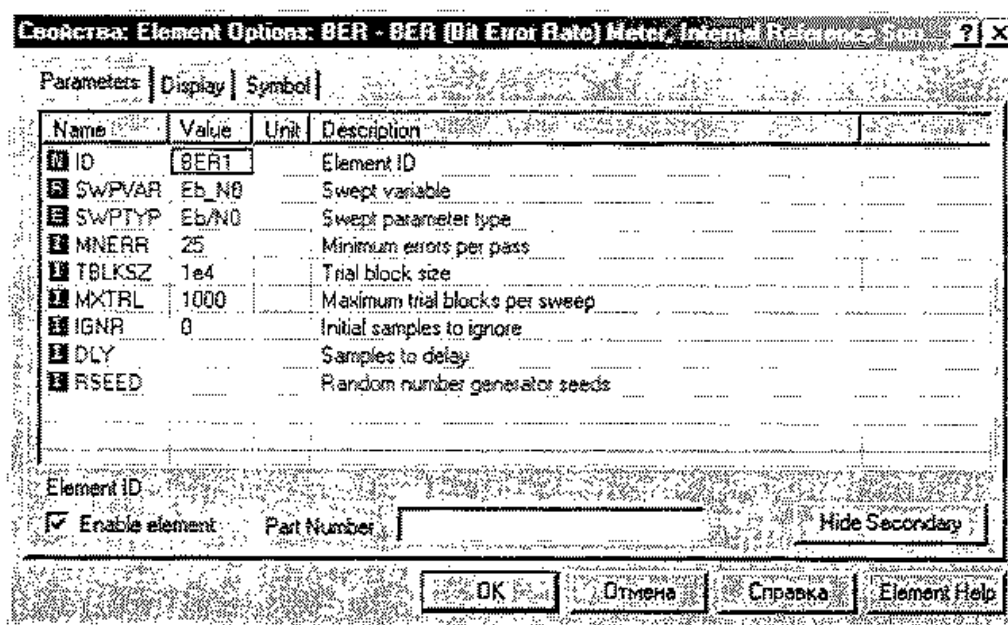 Свойства: Element Options: BER - BER (Bit Error Rate) Meter, Internal Reference Sou...
Parameters Display Symbol
Name Value Unit Description
ID BER1 Element ID
SWPVAR Eb_N0 Swept variable
SWPTYP Eb/N0 Swept parameter type
MNERR 25 Minimum errors per pass
TBLKSZ 1e4 Trial block size
MXTRL 1000 Maximum trial blocks per sweep
IGNR 0 Initial samples to ignore
DLY Samples to delay
RSEED Random number generator seeds
Element ID
Enable element Part Number Hide Secondary
OK Отмена Справка Element Help